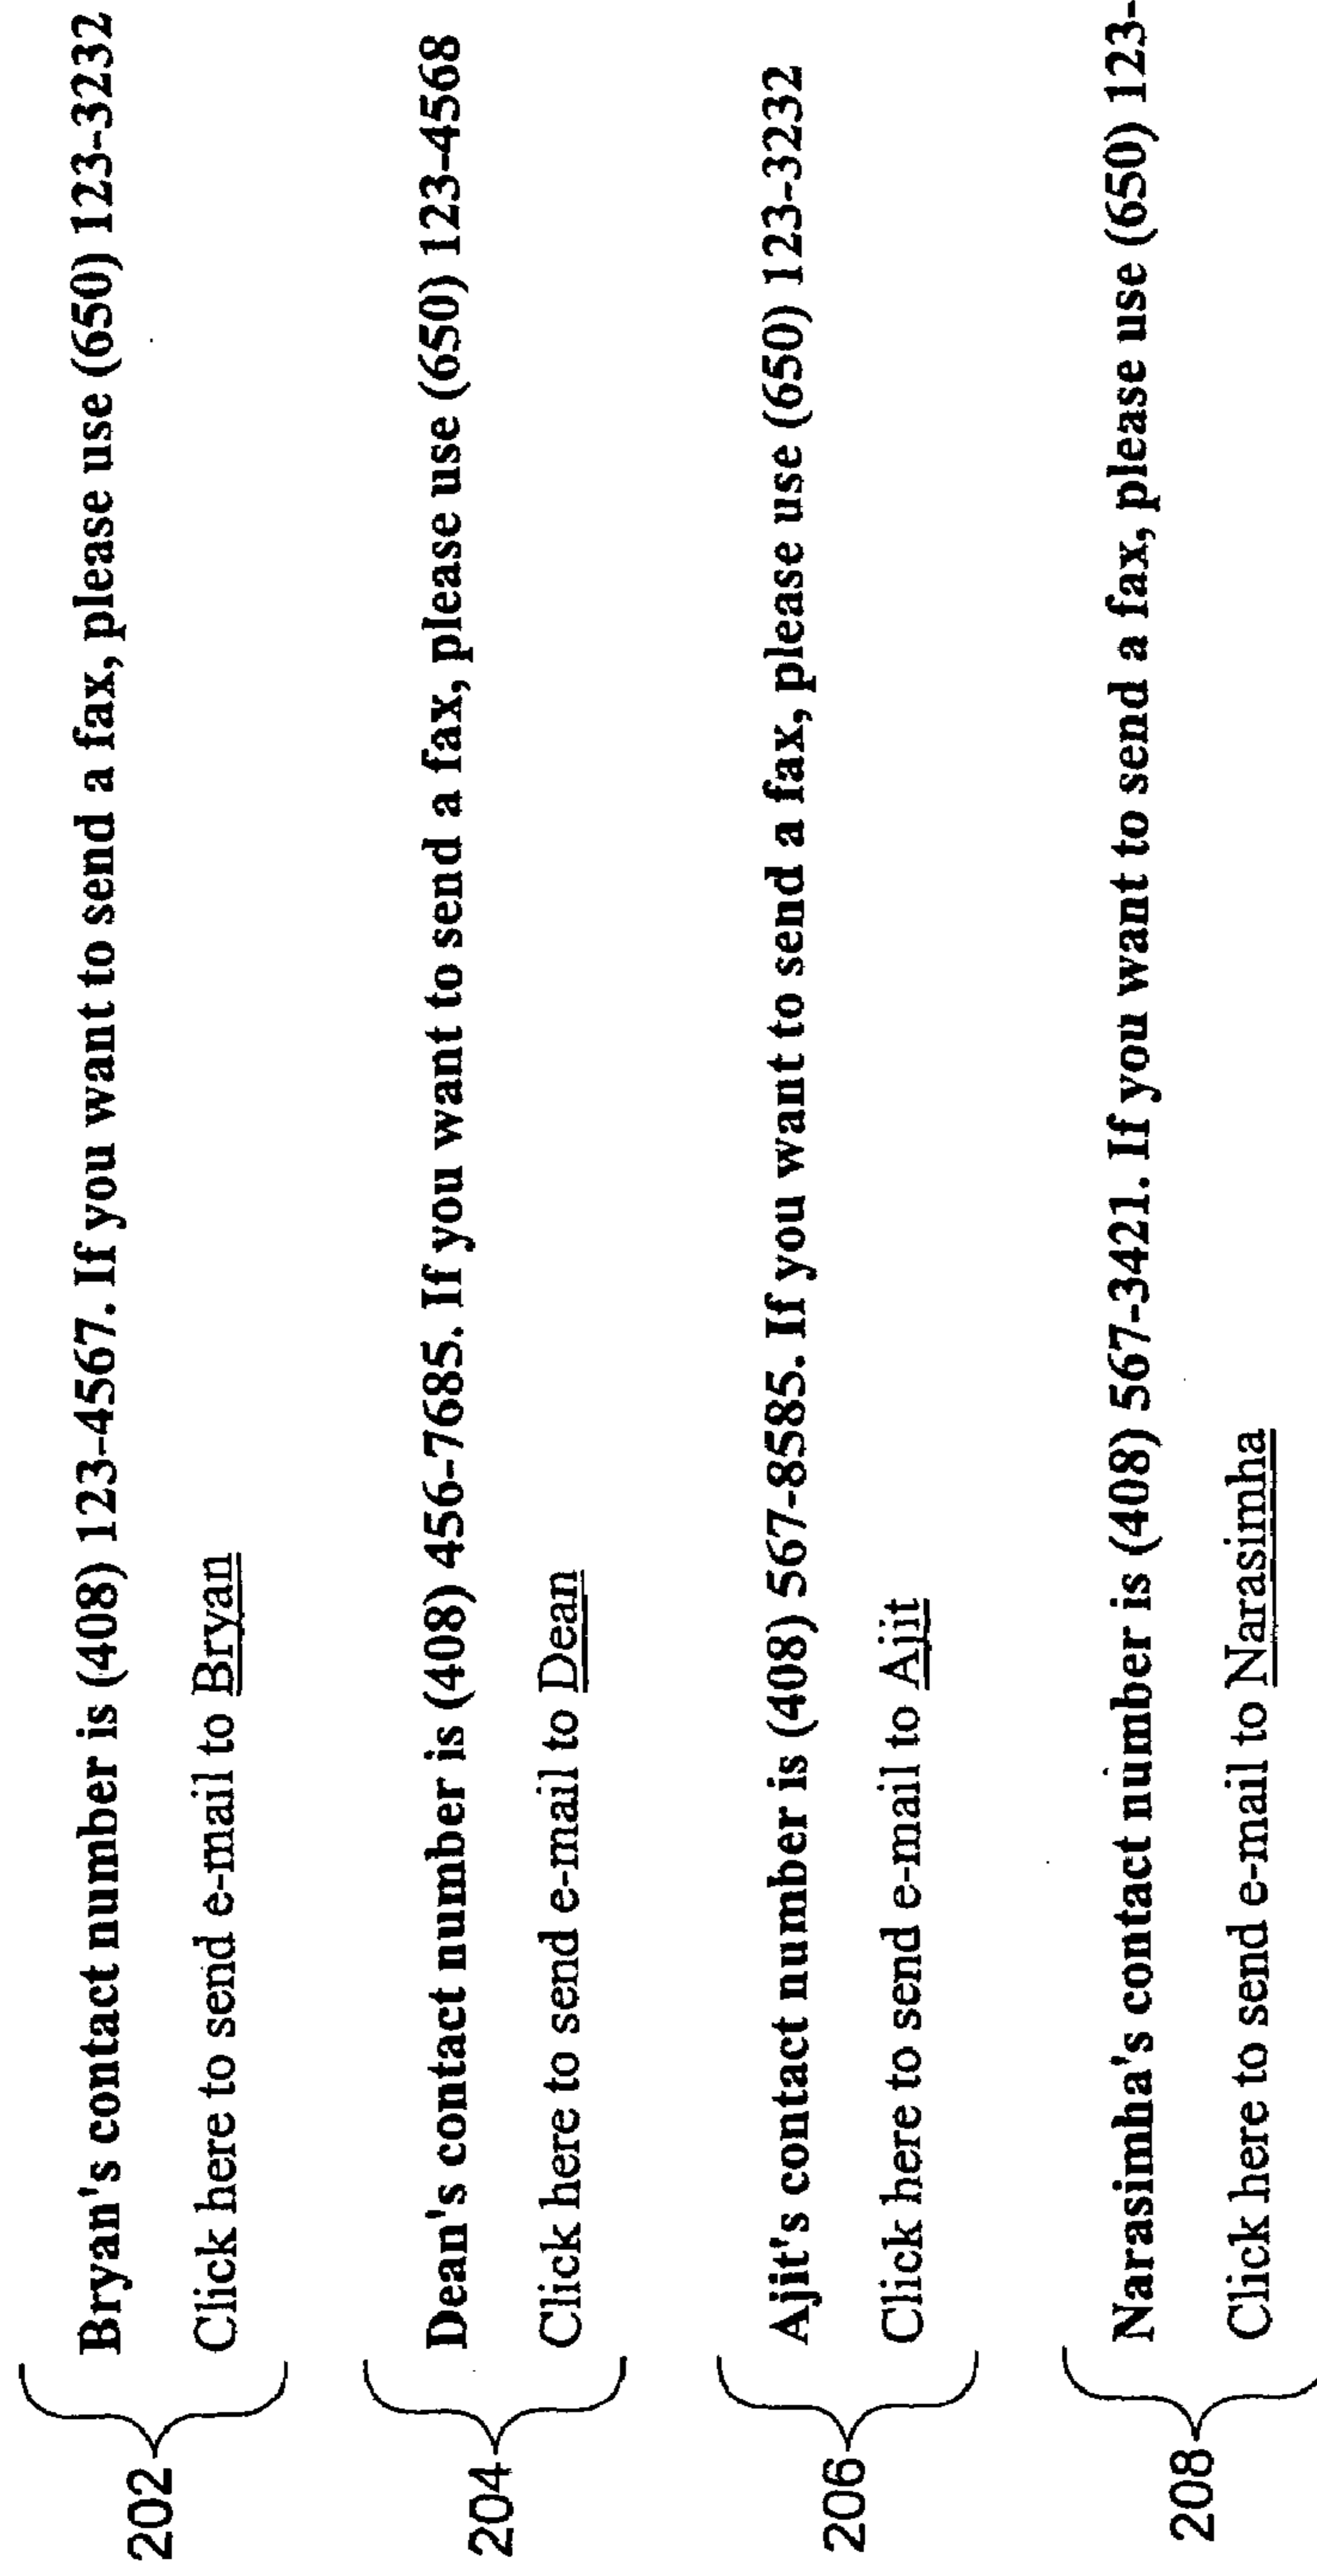 202 Bryan's contact number is (408) 123-4567. If you want to send a fax, please use (650) 123-3232
Click here to send e-mail to Bryan
204 Dean's contact number is (408) 456-7685. If you want to send a fax, please use (650) 123-4568
Click here to send e-mail to Dean
206 Ajit's contact number is (408) 567-8585. If you want to send a fax, please use (650) 123-3232
Click here to send e-mail to Ajit
208 Narasimha's contact number is (408) 567-3421. If you want to send a fax, please use (650) 123-
Click here to send e-mail to Narasimha